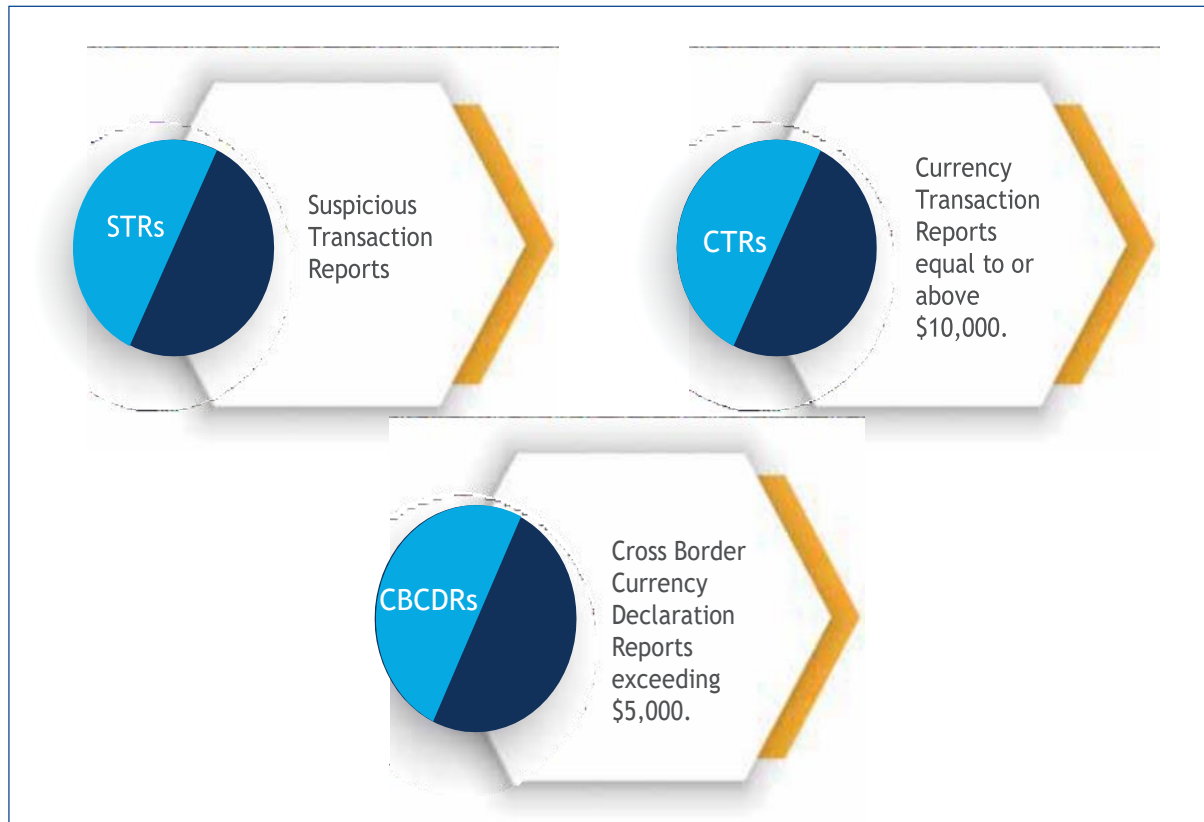 STRs
Suspicious
Transaction
Reports
CTRs
Currency
Transaction
Reports
equal to or
above
$10,000.
CBCDRs
Cross Border
Currency
Declaration
Reports
exceeding
$5,000.